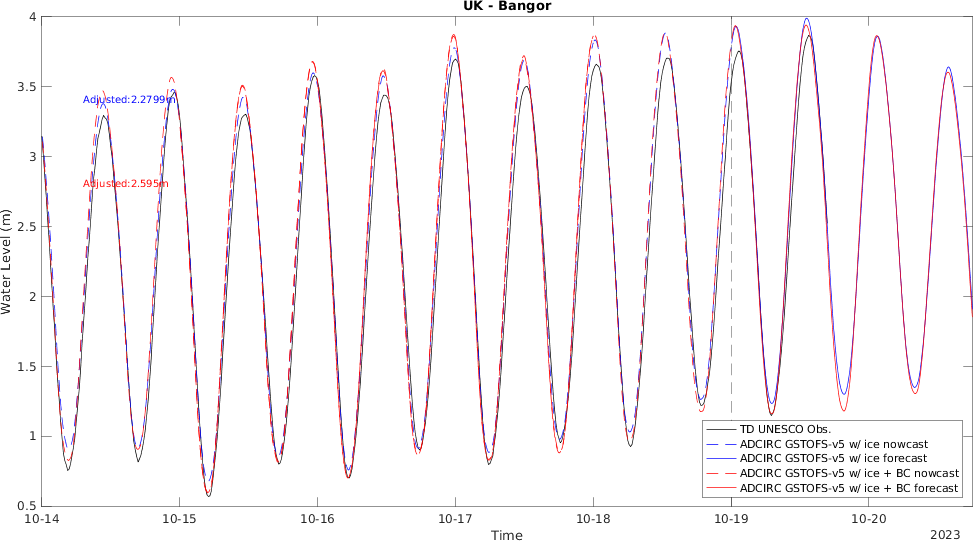 UK - Bangor
4
3.5
3
2.5
2
1.5
1
0.5
Water Level (m)
Adjusted:2.2799m
Adjusted:2.595m
TD UNESCO Obs.
ADCIRC GSTOFS-v5 w/ ice nowcast
ADCIRC GSTOFS-v5 w/ ice forecast
ADCIRC GSTOFS-v5 w/ ice + BC nowcast
ADCIRC GSTOFS-v5 w/ ice + BC forecast
10-14 10-15 10-16 10-17 10-18 10-19 10-20
Time
2023